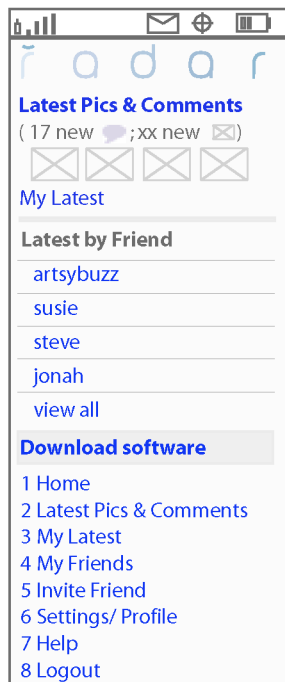 r̆ a d a r
Latest Pics & Comments
( 17 new ; xx new )
My Latest
Latest by Friend
artsybuzz
susie
steve
jonah
view all
Download software
1 Home
2 Latest Pics & Comments
3 My Latest
4 My Friends
5 Invite Friend
6 Settings/ Profile
7 Help
8 Logout